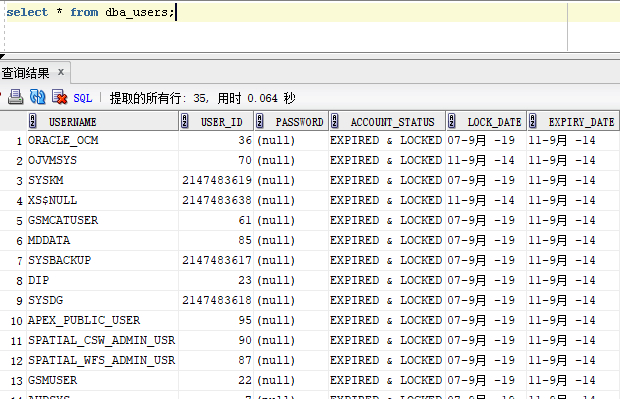 select * from dba_users;
查询结果 x
SQL | 提取的所有行: 35, 用时 0.064 秒
USERNAME USER_ID PASSWORD ACCOUNT_STATUS LOCK_DATE EXPIRY_DATE
1 ORACLE_OCM 36 (null) EXPIRED & LOCKED 07-9月 -19 11-9月 -14
2 OJVMSYS 70 (null) EXPIRED & LOCKED 11-9月 -14 11-9月 -14
3 SYSKM 2147483619 (null) EXPIRED & LOCKED 07-9月 -19 11-9月 -14
4 XS$NULL 2147483638 (null) EXPIRED & LOCKED 11-9月 -14 11-9月 -14
5 GSMCATUSER 61 (null) EXPIRED & LOCKED 07-9月 -19 11-9月 -14
6 MDDATA 85 (null) EXPIRED & LOCKED 07-9月 -19 11-9月 -14
7 SYSBACKUP 2147483617 (null) EXPIRED & LOCKED 07-9月 -19 11-9月 -14
8 DIP 23 (null) EXPIRED & LOCKED 07-9月 -19 11-9月 -14
9 SYSDG 2147483618 (null) EXPIRED & LOCKED 07-9月 -19 11-9月 -14
10 APEX_PUBLIC_USER 95 (null) EXPIRED & LOCKED 07-9月 -19 11-9月 -14
11 SPATIAL_CSW_ADMIN_USR 90 (null) EXPIRED & LOCKED 07-9月 -19 11-9月 -14
12 SPATIAL_WFS_ADMIN_USR 87 (null) EXPIRED & LOCKED 07-9月 -19 11-9月 -14
13 GSMUSER 22 (null) EXPIRED & LOCKED 07-9月 -19 11-9月 -14